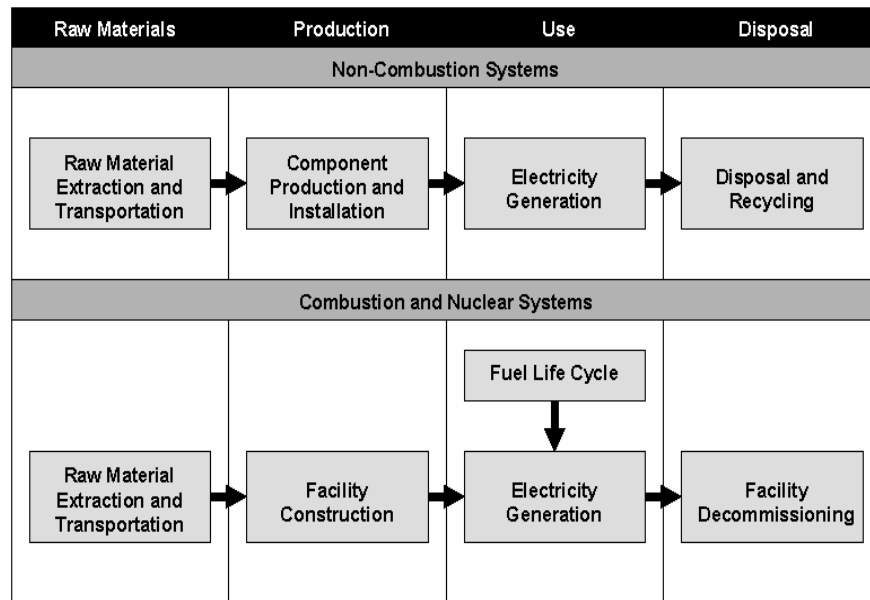 Raw Materials Production Use Disposal
Non-Combustion Systems
Raw Material
Extraction and
Transportation
Component
Production and
Installation
Electricity
Generation
Disposal and
Recycling
Combustion and Nuclear Systems
Fuel Life Cycle
Raw Material
Extraction and
Transportation
Facility
Construction
Electricity
Generation
Facility
Decommissioning